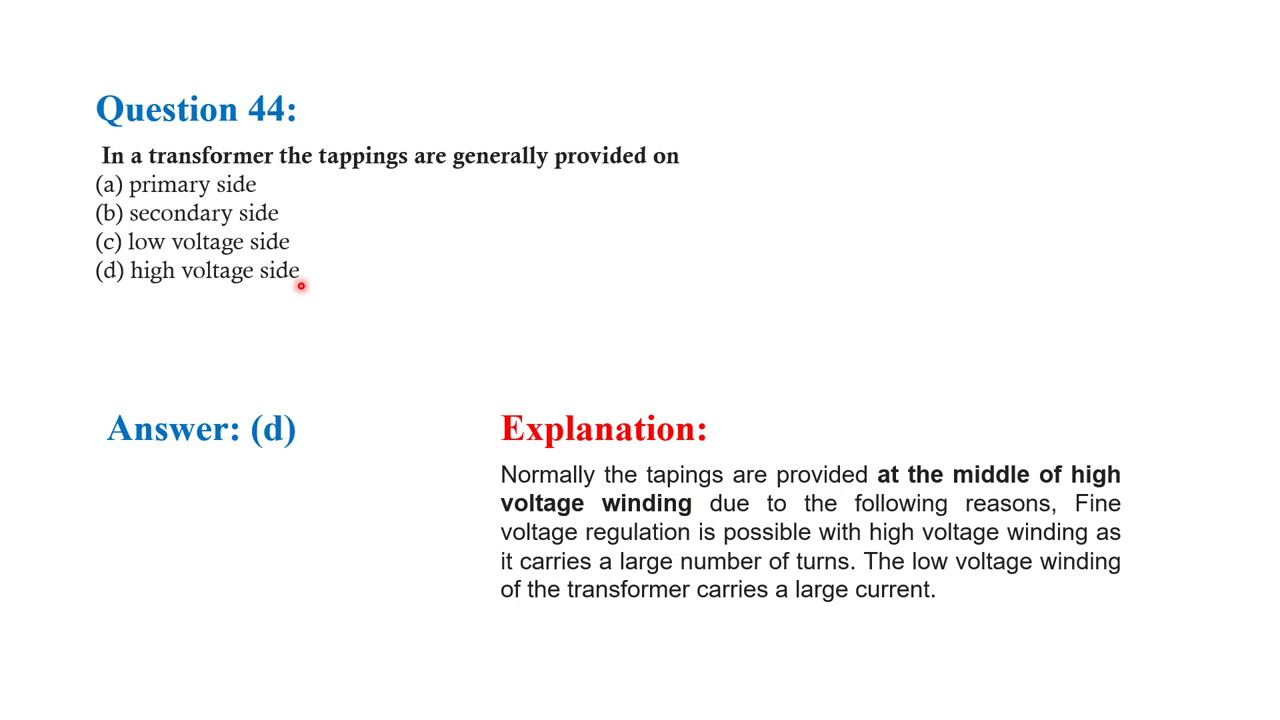 Question 44:
In a transformer the tappings are generally provided on
(a) primary side
(b) secondary side
(c) low voltage side
(d) high voltage side
Answer: (d)
Explanation:
Normally the tapings are provided at the middle of high
voltage winding due to the following reasons, Fine
voltage regulation is possible with high voltage winding as
it carries a large number of turns. The low voltage winding
of the transformer carries a large current.